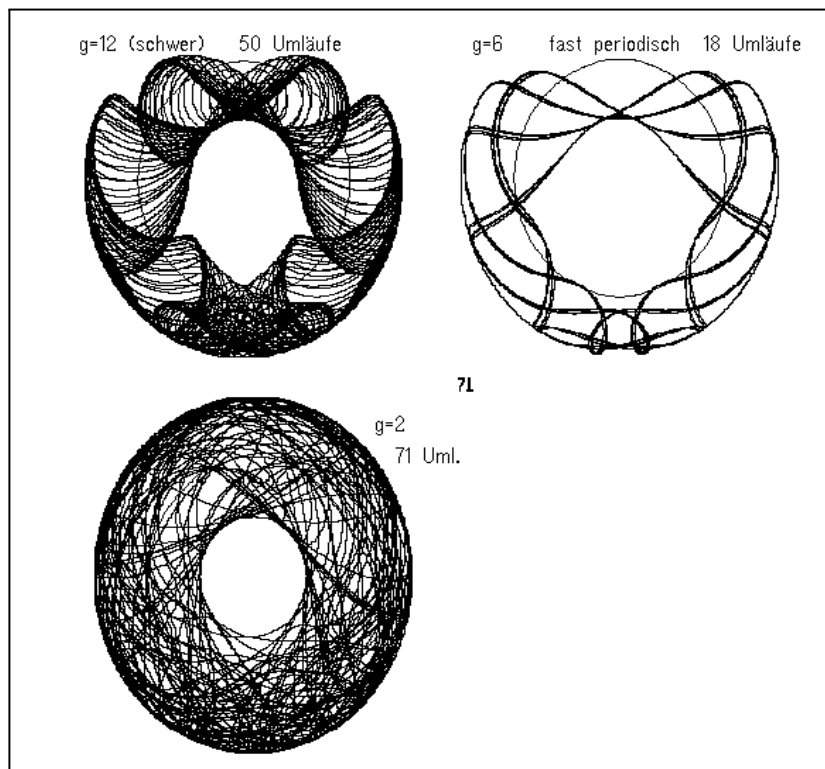 g=12 (schwer) 50 Umläufe
g=6 fast periodisch 18 Umläufe
71
g=2
71 Uml.